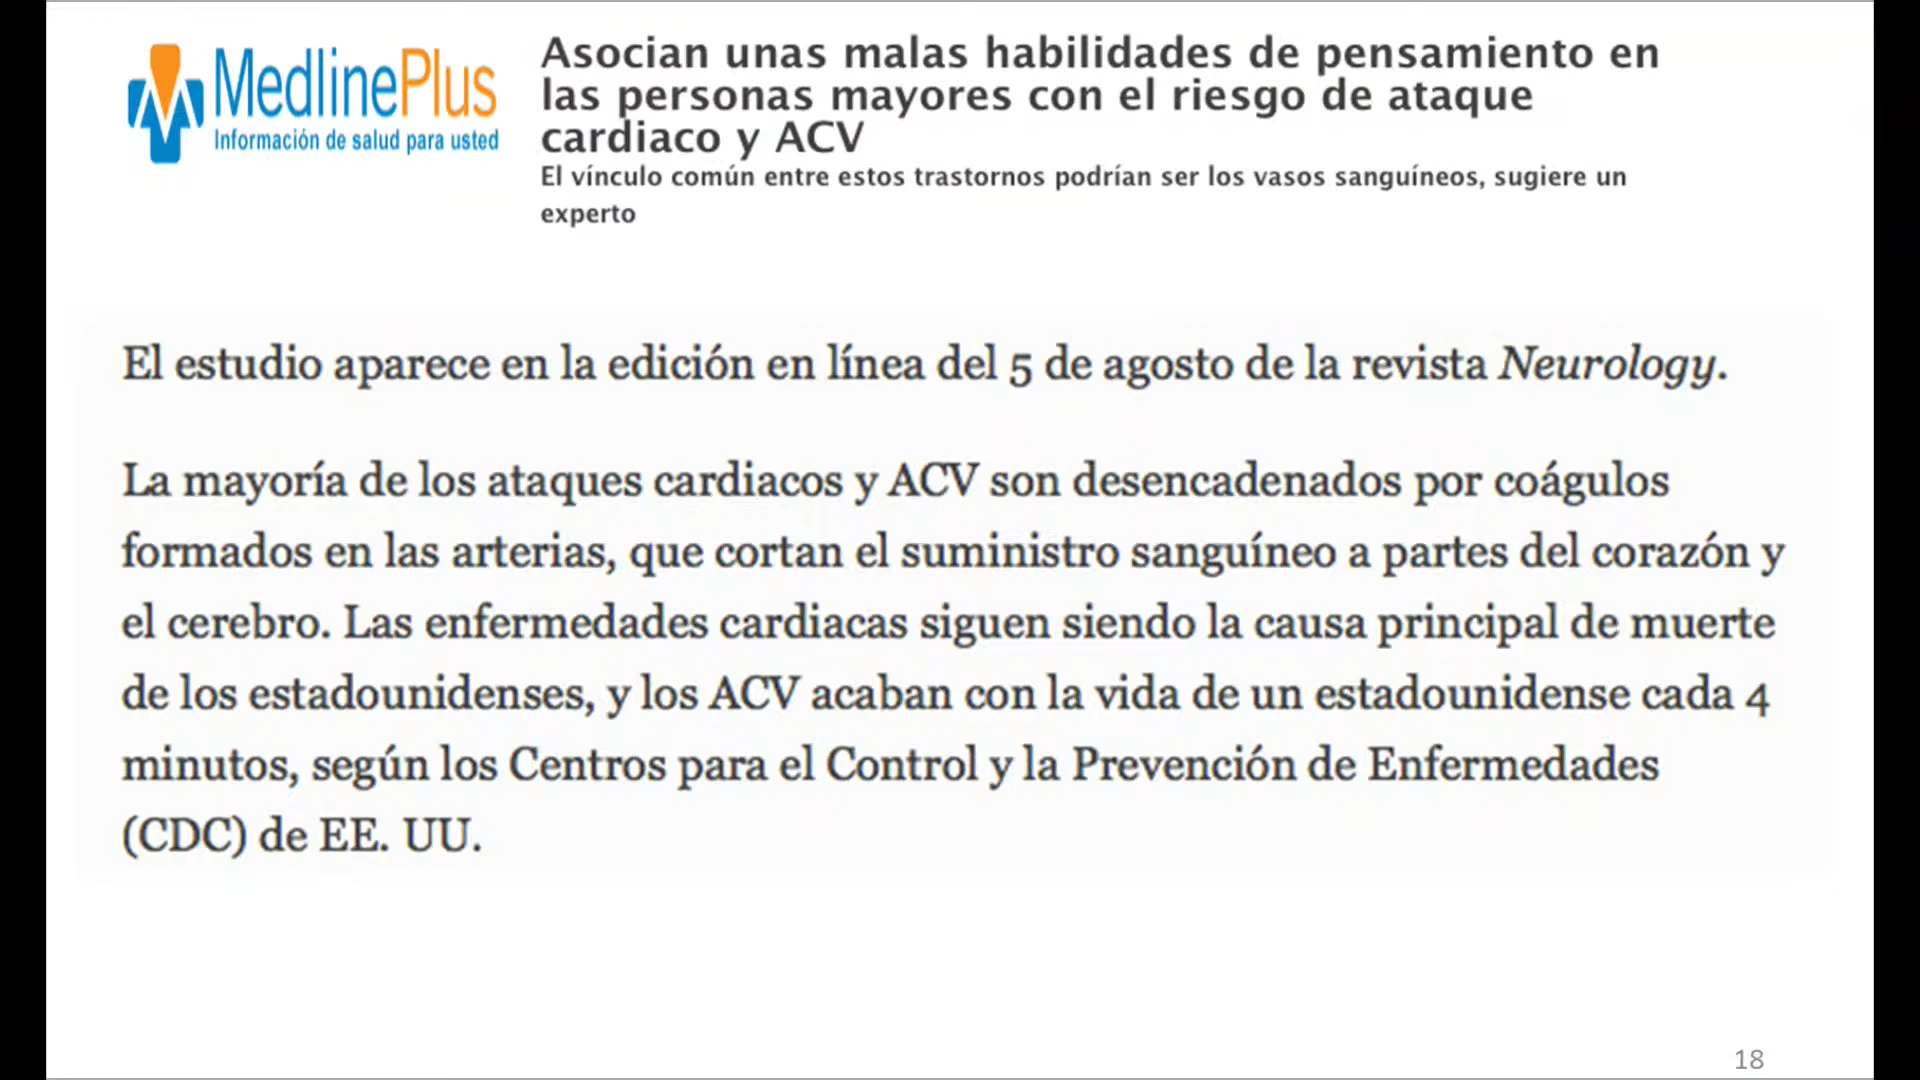 MedlinePlus
Información de salud para usted
Asocian unas malas habilidades de pensamiento en
las personas mayores con el riesgo de ataque
cardiaco y ACV
El vínculo común entre estos trastornos podrían ser los vasos sanguíneos, sugiere un
experto
El estudio aparece en la edición en línea del 5 de agosto de la revista Neurology.
La mayoría de los ataques cardiacos y ACV son desencadenados por coágulos
formados en las arterias, que cortan el suministro sanguíneo a partes del corazón y
el cerebro. Las enfermedades cardiacas siguen siendo la causa principal de muerte
de los estadounidenses, y los ACV acaban con la vida de un estadounidense cada 4
minutos, según los Centros para el Control y la Prevención de Enfermedades
(CDC) de EE. UU.
18